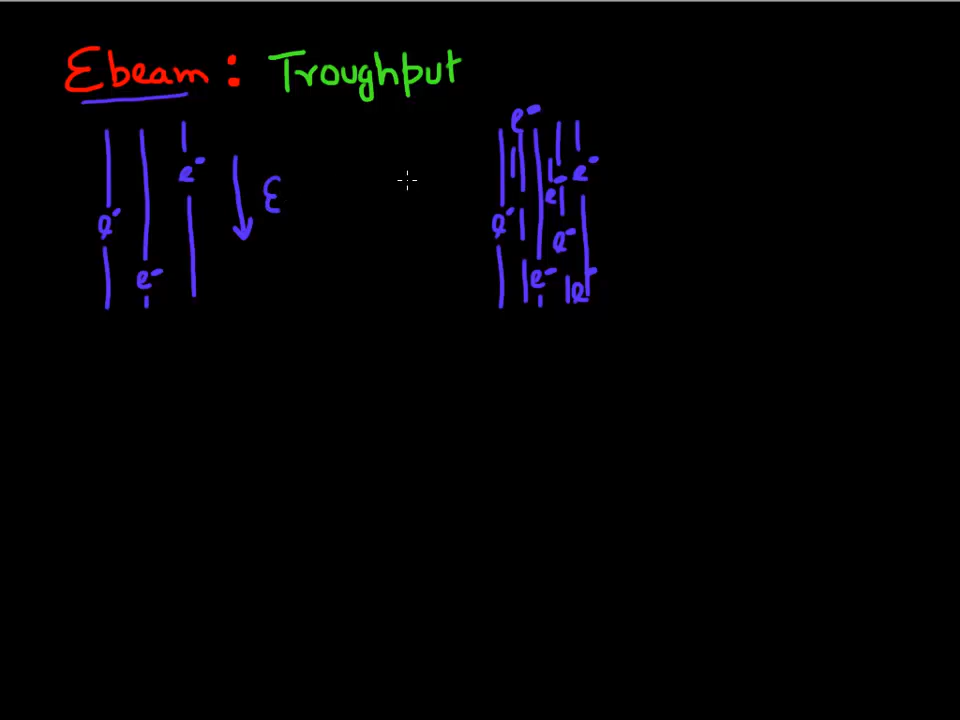 Ebeam : Troughput
e⁻
e⁻ e⁻
e⁻ e⁻
e⁻ ε e⁻ e⁻
e⁻ e⁻ e⁻